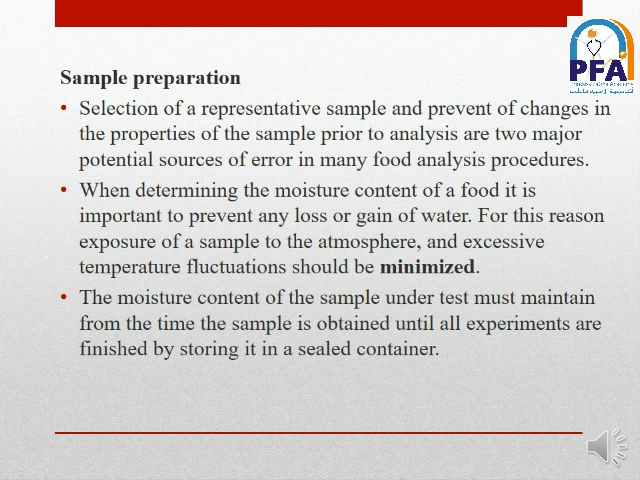 PFA
Sample preparation
• Selection of a representative sample and prevent of changes in
the properties of the sample prior to analysis are two major
potential sources of error in many food analysis procedures.
• When determining the moisture content of a food it is
important to prevent any loss or gain of water. For this reason
exposure of a sample to the atmosphere, and excessive
temperature fluctuations should be minimized.
• The moisture content of the sample under test must maintain
from the time the sample is obtained until all experiments are
finished by storing it in a sealed container.